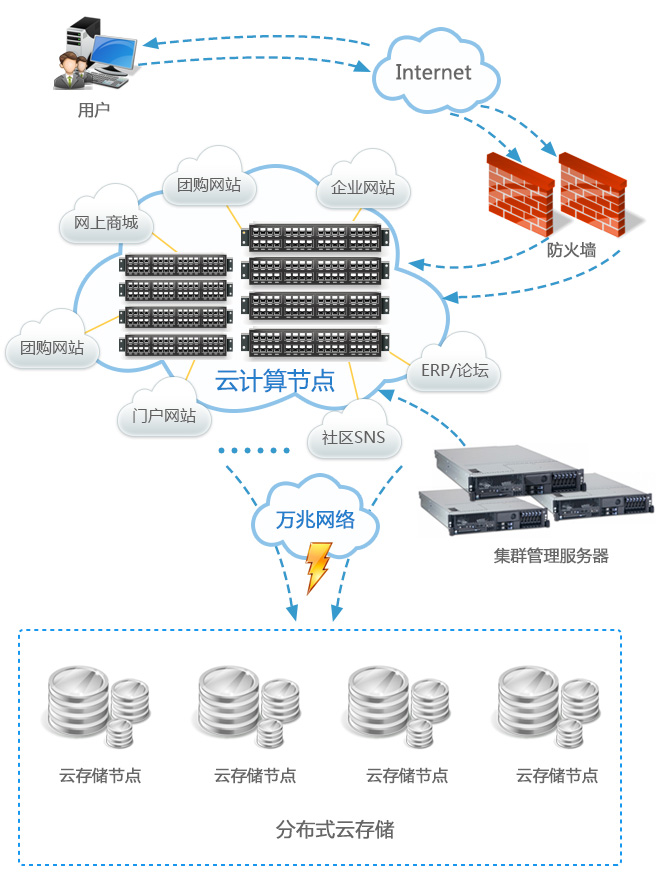 Internet
用户
团购网站
企业网站
网上商城
防火墙
团购网站
ERP/论坛
云计算节点
门户网站
社区SNS
万兆网络
集群管理服务器
云存储节点
云存储节点
云存储节点
云存储节点
分布式云存储